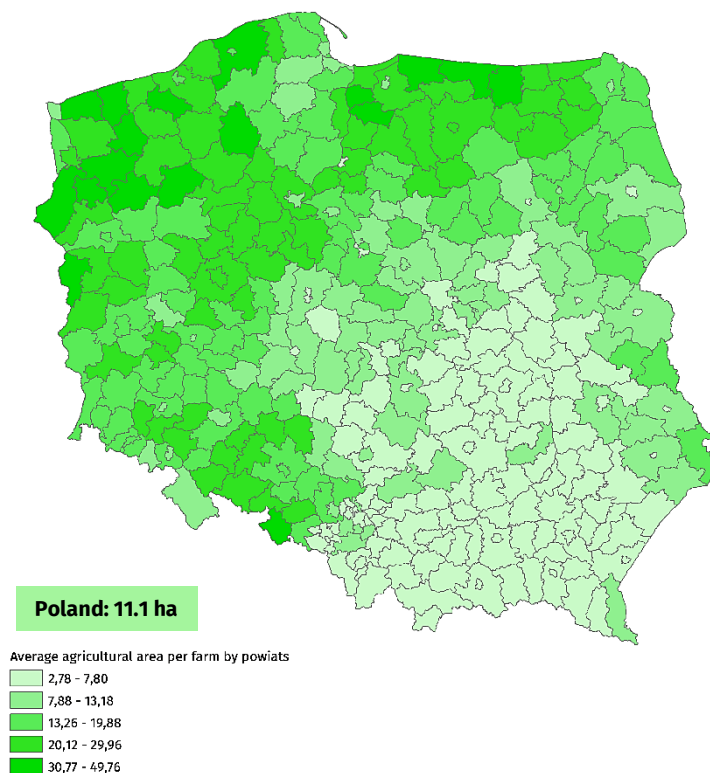 Poland: 11.1 ha
Average agricultural area per farm by powiats
2,78 - 7,80
7,88 - 13,18
13,26 - 19,88
20,12 - 29,96
30,77 - 49,76